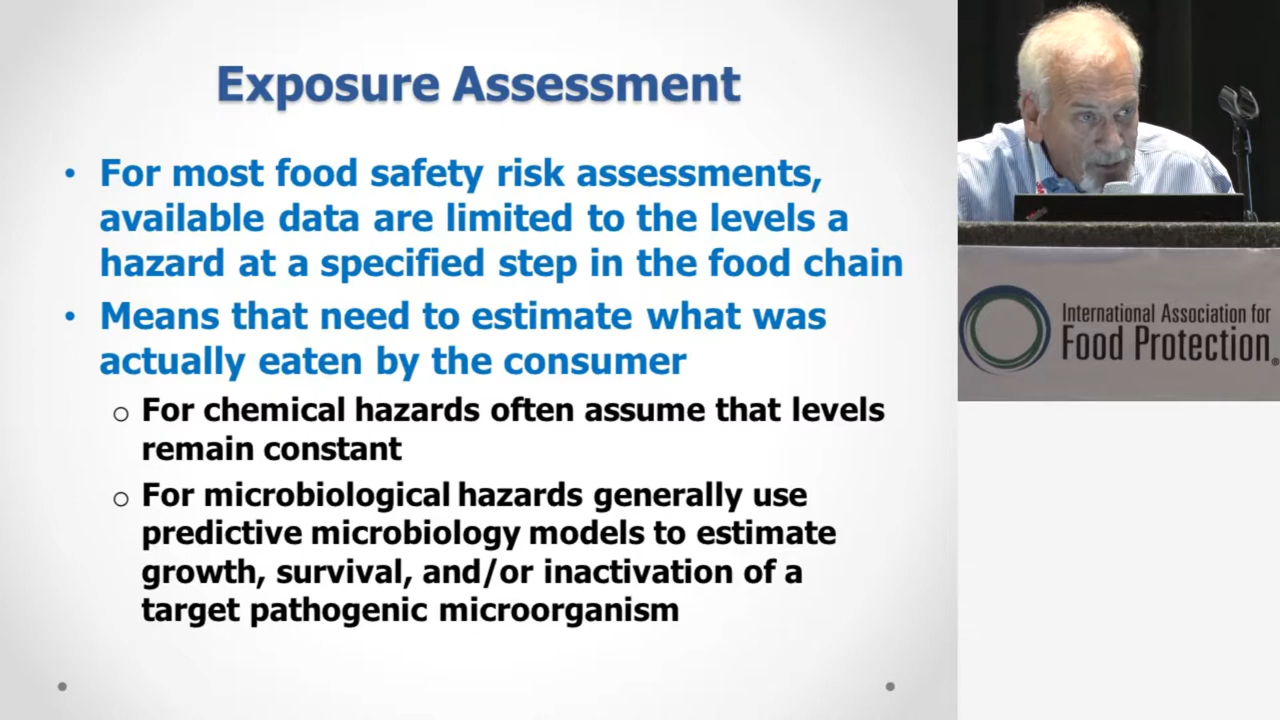 Exposure Assessment
• For most food safety risk assessments,
available data are limited to the levels a
hazard at a specified step in the food chain
• Means that need to estimate what was
actually eaten by the consumer
o For chemical hazards often assume that levels
remain constant
o For microbiological hazards generally use
predictive microbiology models to estimate
growth, survival, and/or inactivation of a
target pathogenic microorganism
International Association for
Food Protection®